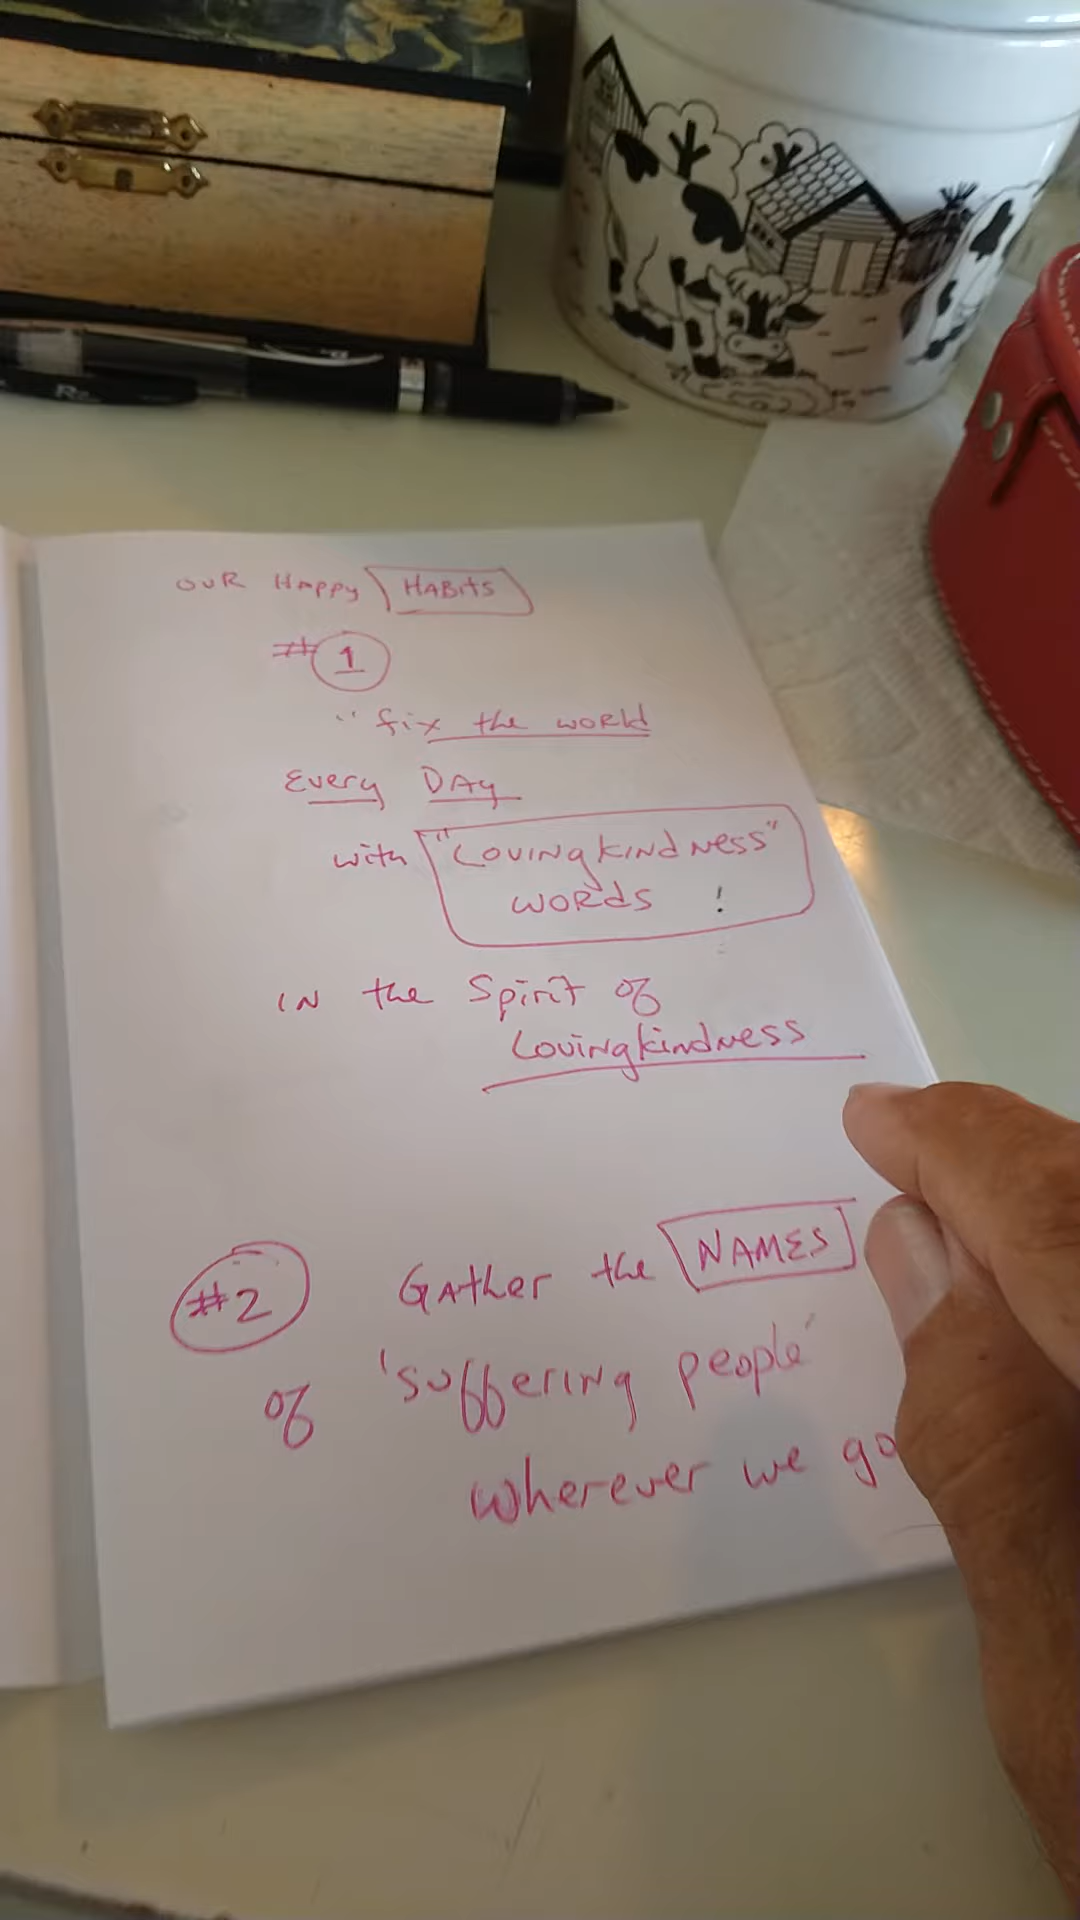 OUR HAPPY HABITS
#1
" fix the world
Every DAY
with "Lovingkindness"
WORDS !
IN the Spirit of
Lovingkindness
#2 Gather the NAMES
of 'suffering people'
wherever we go